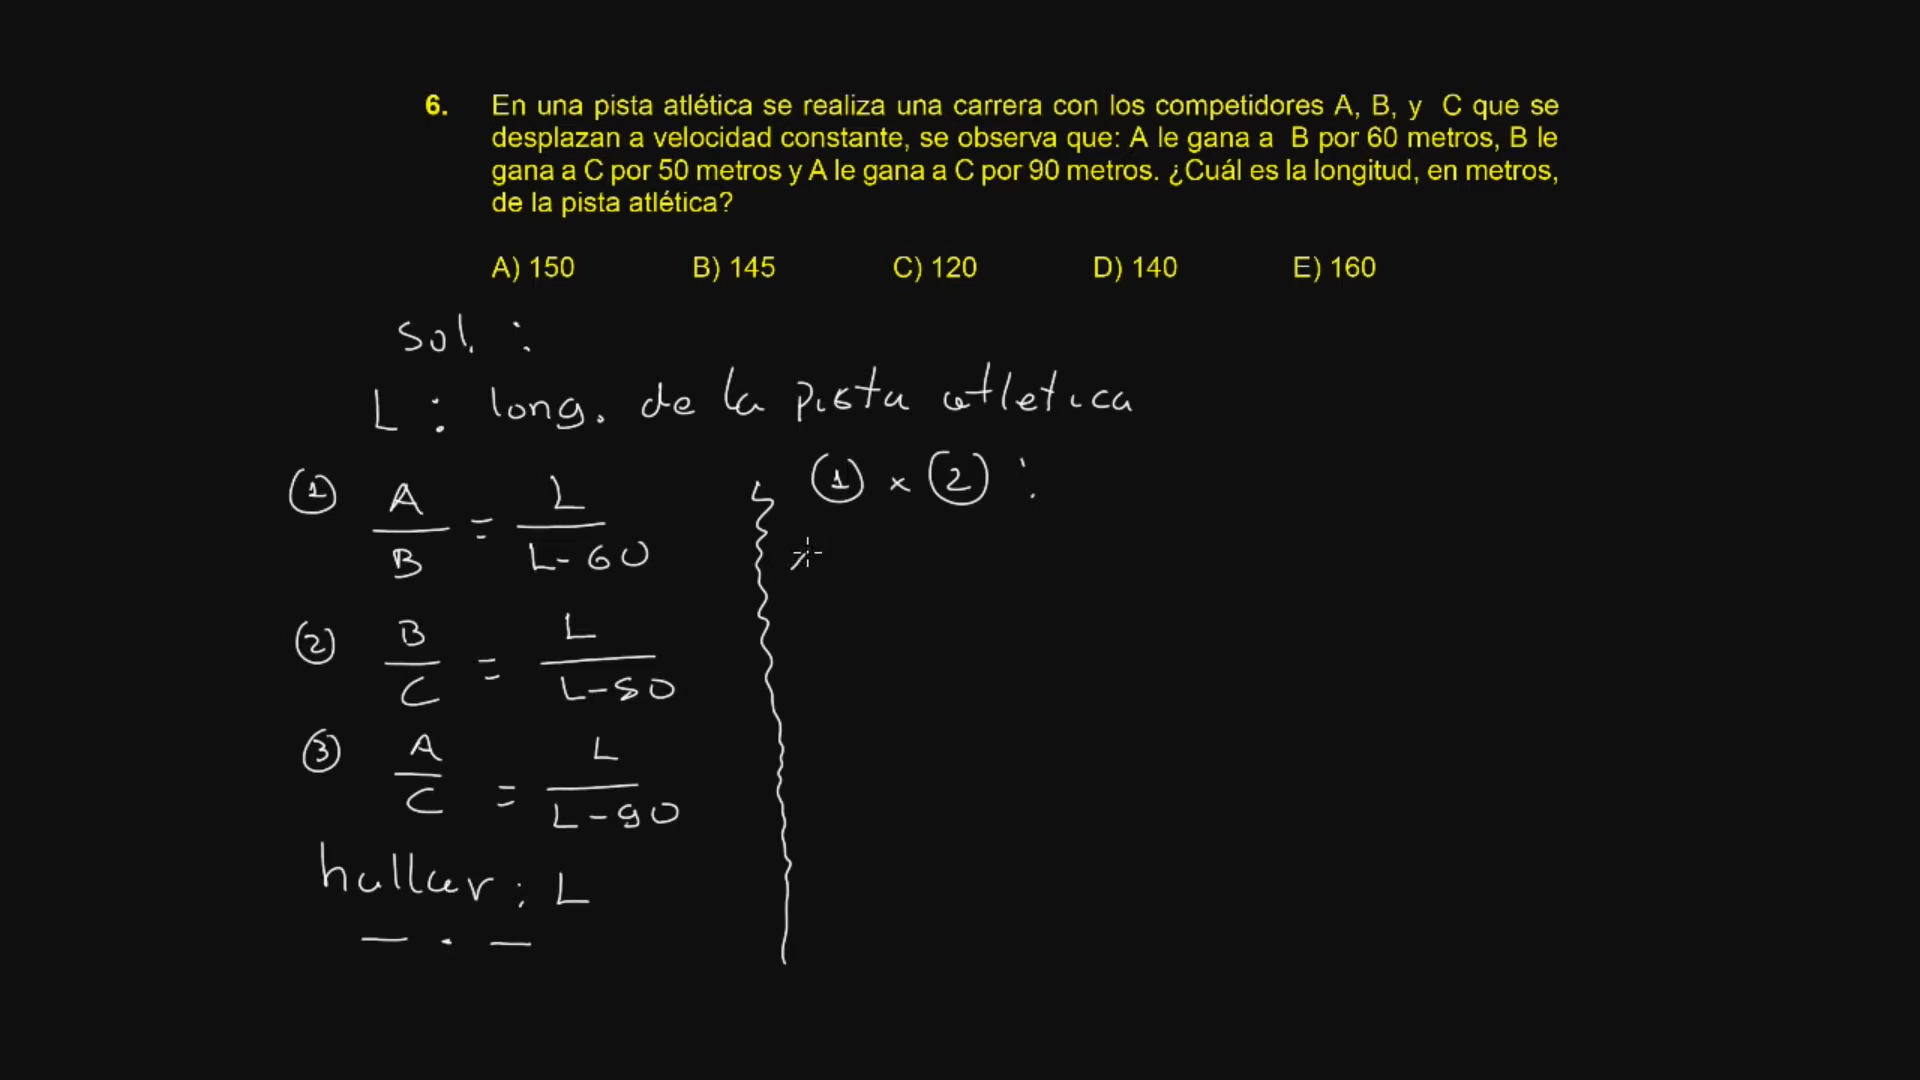 6. En una pista atlética se realiza una carrera con los competidores A, B, y C que se
desplazan a velocidad constante, se observa que: A le gana a B por 60 metros, B le
gana a C por 50 metros y A le gana a C por 90 metros. ¿Cuál es la longitud, en metros,
de la pista atlética?
A) 150 B) 145 C) 120 D) 140 E) 160
Sol. :
L : long. de la pista atletica
① A/B = L/(L-60)
② B/C = L/(L-50)
③ A/C = L/(L-90)
hallar : L
① × ② :